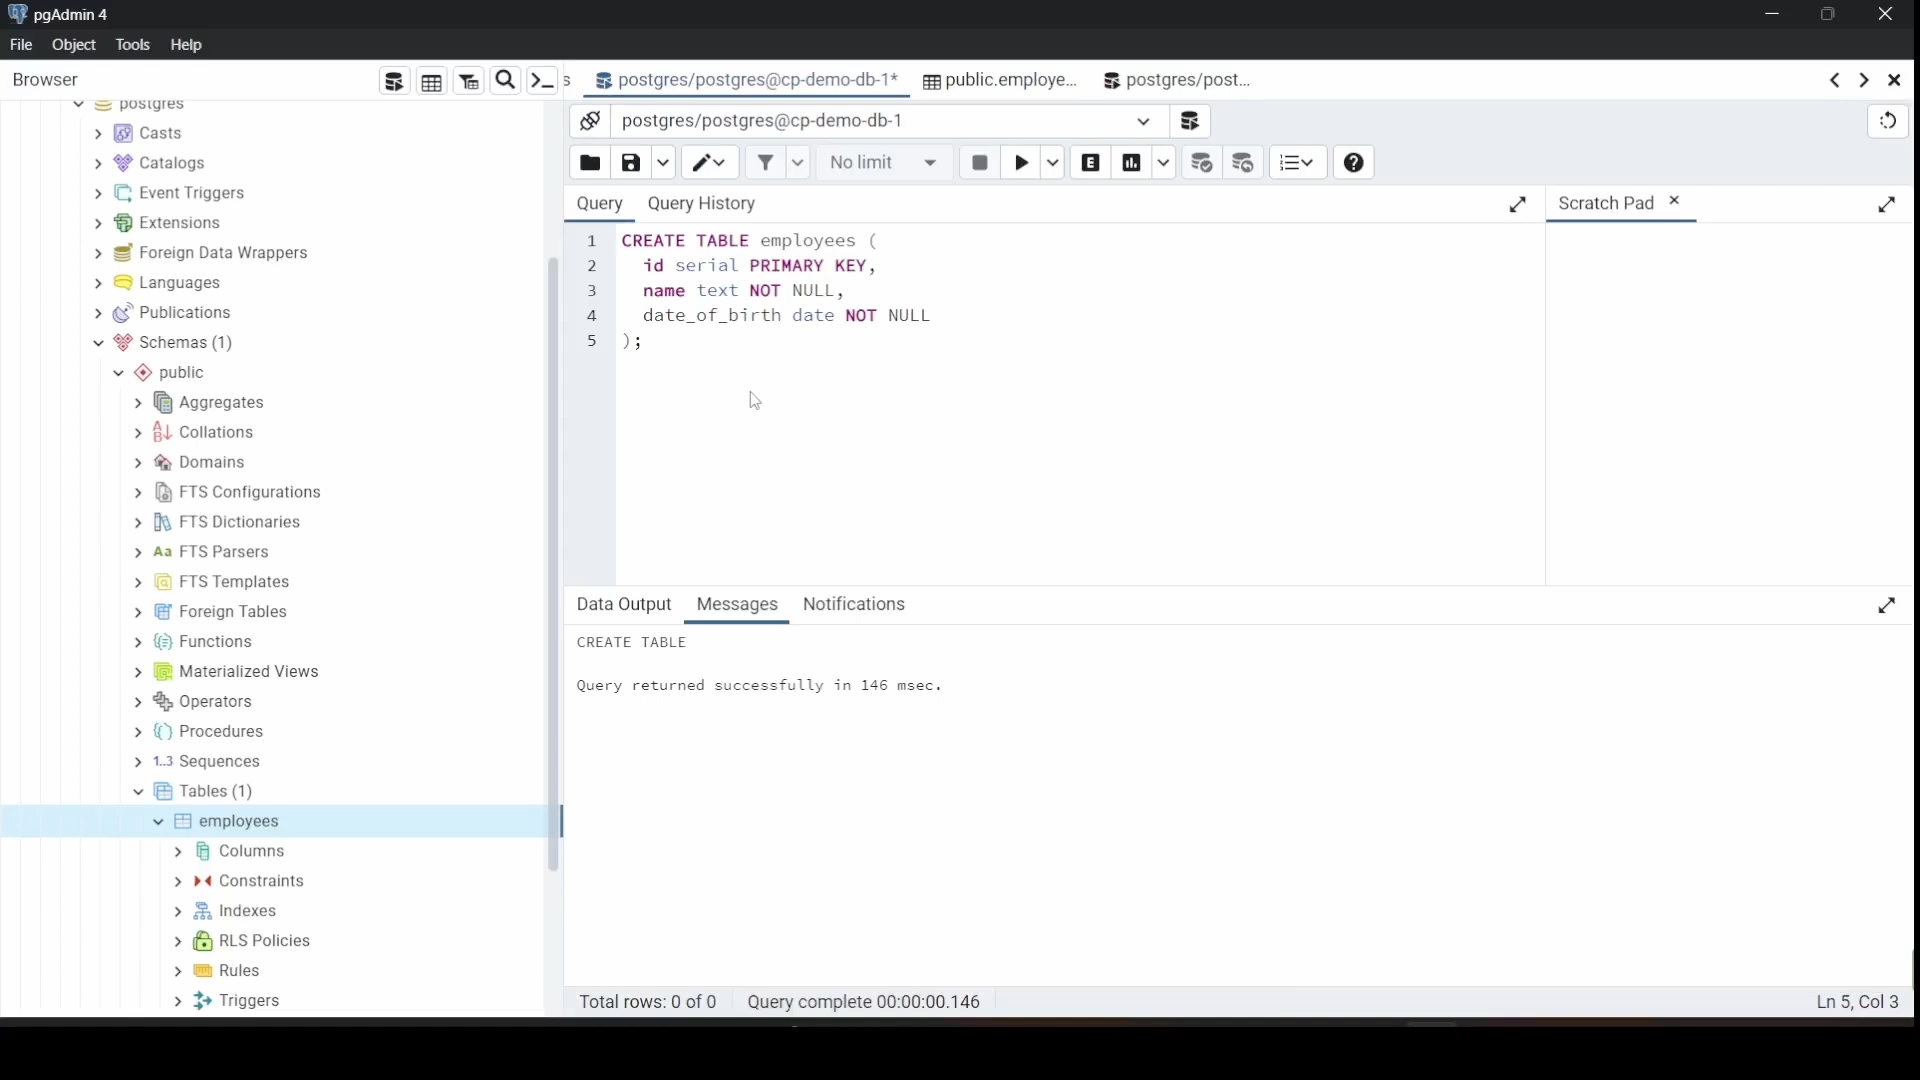 pgAdmin 4
File Object Tools Help
Browser
postgres/postgres@cp-demo-db-1* public.employe... postgres/post...
postgres
Casts
Catalogs
Event Triggers
Extensions
Foreign Data Wrappers
Languages
Publications
Schemas (1)
public
Aggregates
Collations
Domains
FTS Configurations
FTS Dictionaries
Aa FTS Parsers
FTS Templates
Foreign Tables
Functions
Materialized Views
Operators
Procedures
1..3 Sequences
Tables (1)
employees
Columns
Constraints
Indexes
RLS Policies
Rules
Triggers
postgres/postgres@cp-demo-db-1
No limit
E
Query Query History
Scratch Pad
1 CREATE TABLE employees (
2 id serial PRIMARY KEY,
3 name text NOT NULL,
4 date_of_birth date NOT NULL
5 );
Data Output Messages Notifications
CREATE TABLE
Query returned successfully in 146 msec.
Total rows: 0 of 0 Query complete 00:00:00.146 Ln 5, Col 3